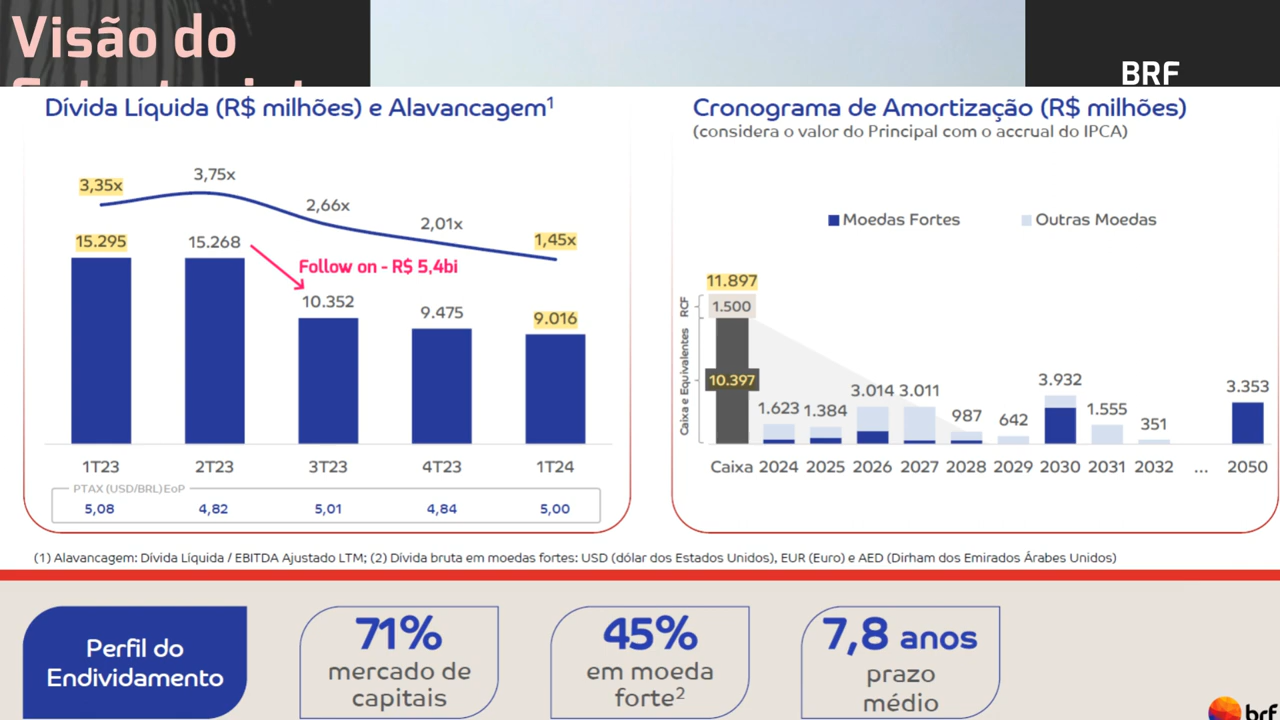 Visão do
BRF
Dívida Líquida (R$ milhões) e Alavancagem¹
3,35x
3,75x
2,66x
2,01x
1,45x
15.295
15.268
10.352
9.475
9.016
Follow on - R$ 5,4bi
1T23
2T23
3T23
4T23
1T24
PTAX (USD/BRL) EoP
5,08
4,82
5,01
4,84
5,00
Cronograma de Amortização (R$ milhões)
(considera o valor do Principal com o accrual do IPCA)
Moedas Fortes
Outras Moedas
11.897
RCF
1.500
Caixa e Equivalentes
10.397
1.623
1.384
3.014
3.011
987
642
3.932
1.555
351
3.353
Caixa
2024
2025
2026
2027
2028
2029
2030
2031
2032
...
2050
(1) Alavancagem: Dívida Líquida / EBITDA Ajustado LTM; (2) Dívida bruta em moedas fortes: USD (dólar dos Estados Unidos), EUR (Euro) e AED (Dirham dos Emirados Árabes Unidos)
Perfil do
Endividamento
71%
mercado de
capitais
45%
em moeda
forte²
7,8 anos
prazo
médio
brf